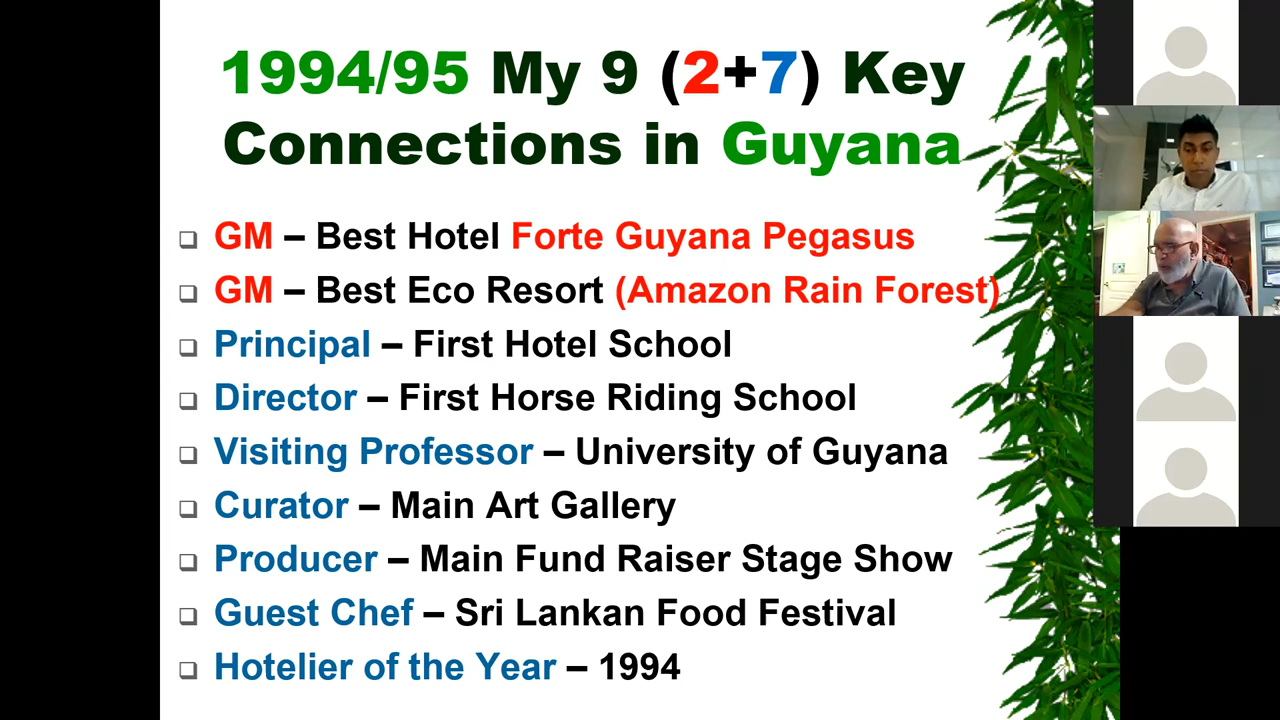 1994/95 My 9 (2+7) Key
Connections in Guyana
GM – Best Hotel Forte Guyana Pegasus
GM – Best Eco Resort (Amazon Rain Forest)
Principal – First Hotel School
Director – First Horse Riding School
Visiting Professor – University of Guyana
Curator – Main Art Gallery
Producer – Main Fund Raiser Stage Show
Guest Chef – Sri Lankan Food Festival
Hotelier of the Year – 1994